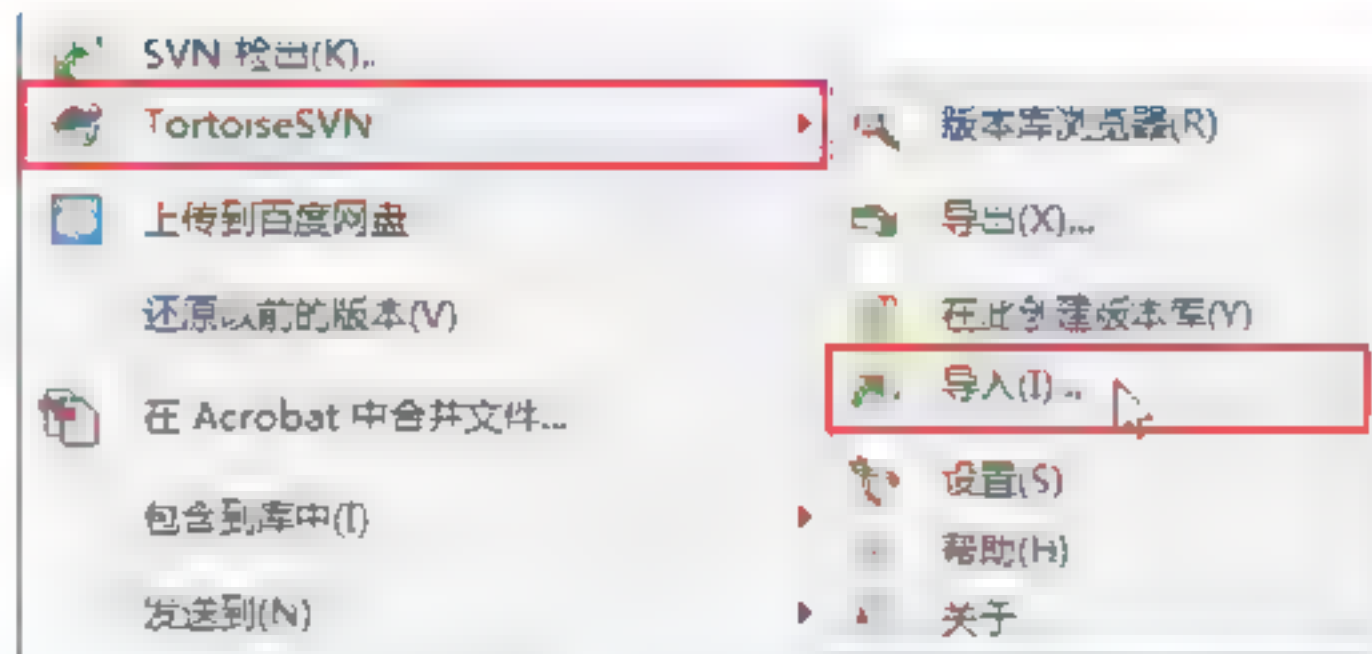 SVN 检出(K)..
TortoiseSVN
上传到百度网盘
还原以前的版本(V)
在 Acrobat 中合并文件...
包含到库中(I)
发送到(N)
版本库浏览器(R)
导出(X)...
在此创建版本库(Y)
导入(I)...
设置(S)
帮助(H)
关于